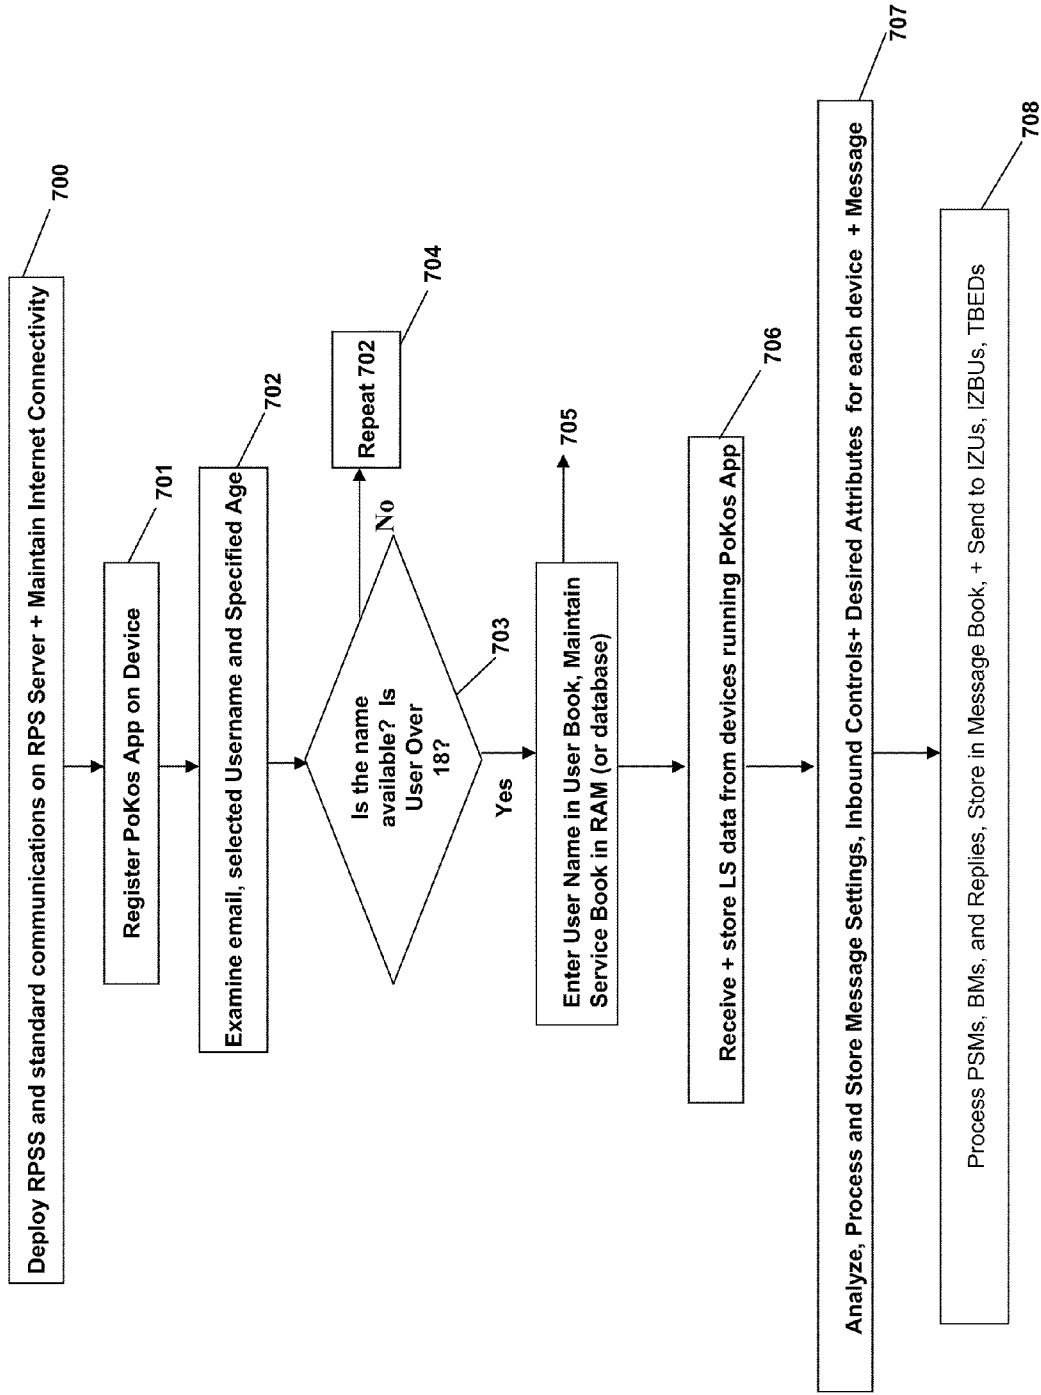 700
Deploy RPSS and standard communications on RPS Server + Maintain Internet Connectivity
701
Register PoKos App on Device
702
Examine email, selected Username and Specified Age
703
Is the name
available? Is
User Over
18?
No
704
Repeat 702
Yes
705
Enter User Name in User Book, Maintain
Service Book in RAM (or database)
706
Receive + store LS data from devices running PoKos App
707
Analyze, Process and Store Message Settings, Inbound Controls+ Desired Attributes for each device + Message
708
Process PSMs, BMs, and Replies, Store in Message Book, + Send to IZUs, IZBUs, TBEDs